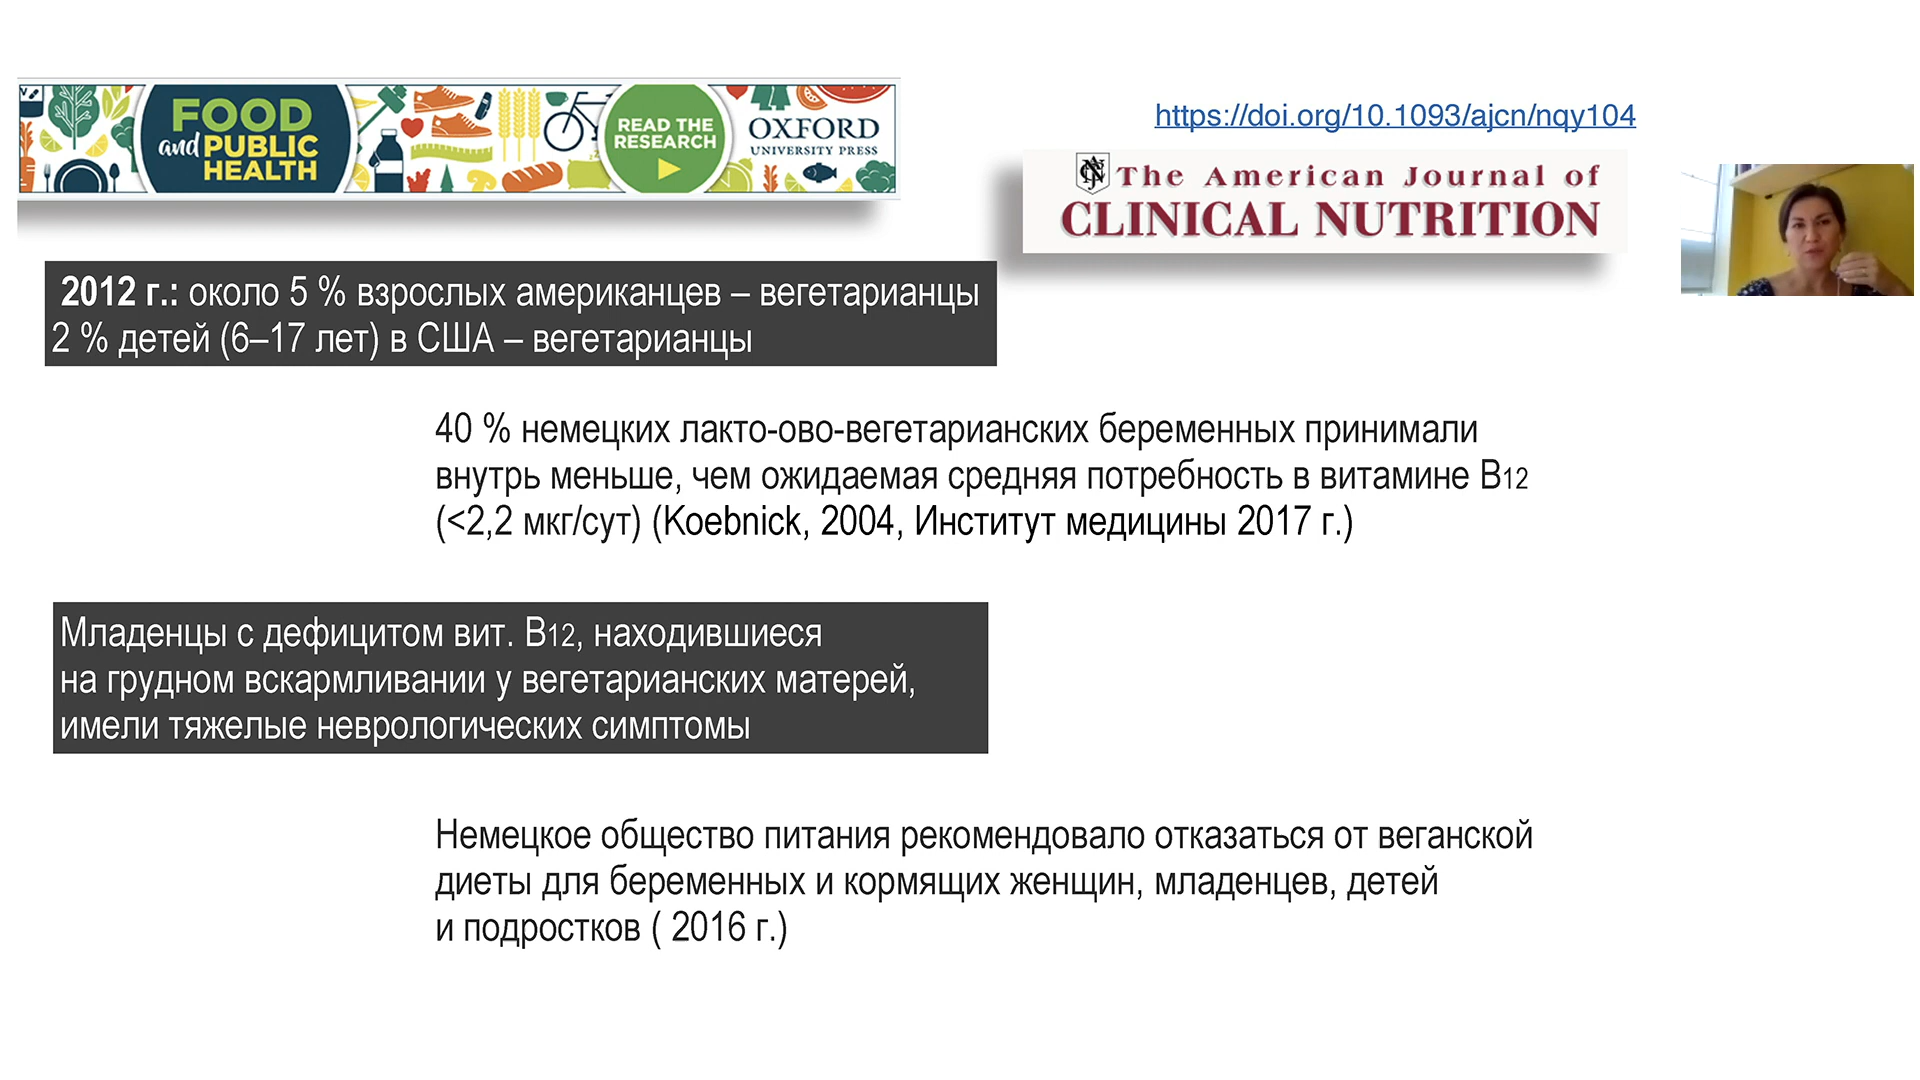 FOOD
and PUBLIC
HEALTH
READ THE
RESEARCH
OXFORD
UNIVERSITY PRESS
https://doi.org/10.1093/ajcn/nqy104
The American Journal of
CLINICAL NUTRITION
2012 г.: около 5 % взрослых американцев – вегетарианцы
2 % детей (6–17 лет) в США – вегетарианцы
40 % немецких лакто-ово-вегетарианских беременных принимали
внутрь меньше, чем ожидаемая средняя потребность в витамине B12
(<2,2 мкг/сут) (Koebnick, 2004, Институт медицины 2017 г.)
Младенцы с дефицитом вит. B12, находившиеся
на грудном вскармливании у вегетарианских матерей,
имели тяжелые неврологических симптомы
Немецкое общество питания рекомендовало отказаться от веганской
диеты для беременных и кормящих женщин, младенцев, детей
и подростков ( 2016 г.)